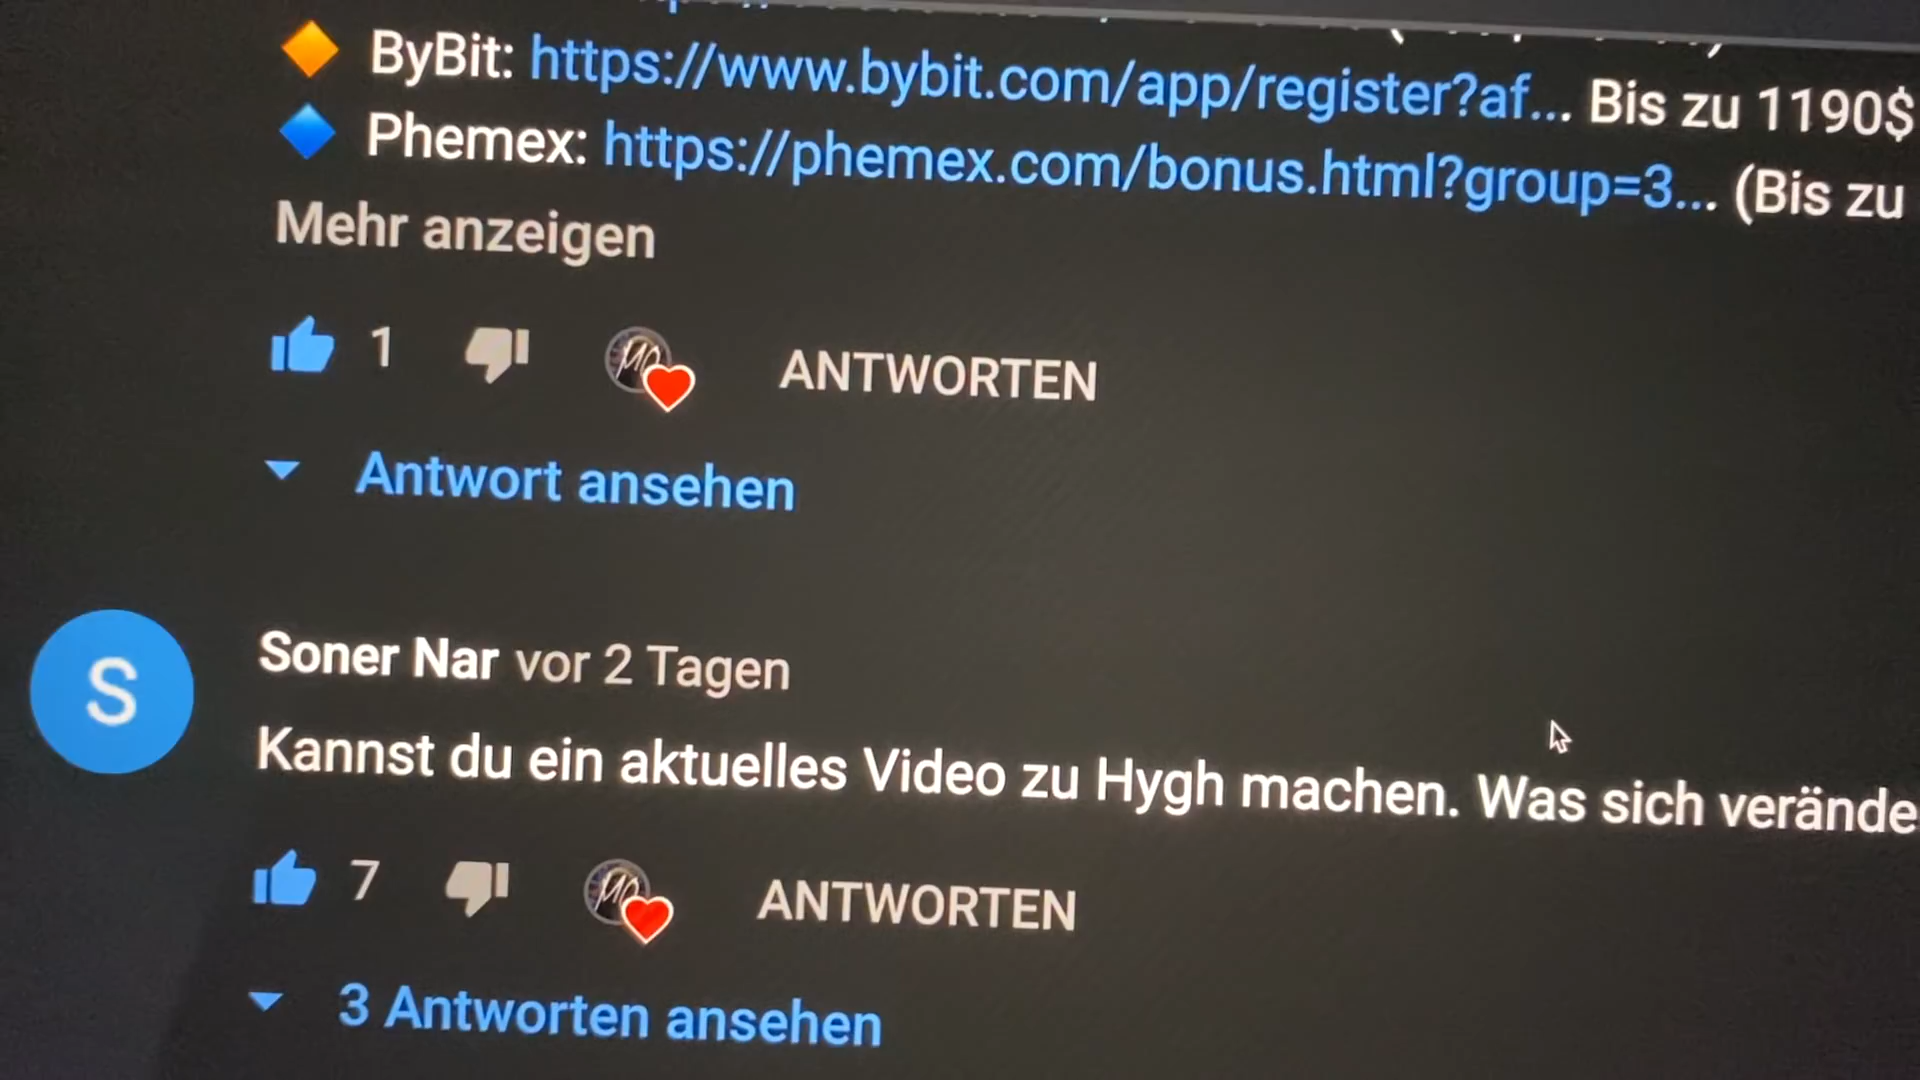 ByBit: https://www.bybit.com/app/register?af... Bis zu 1190$
Phemex: https://phemex.com/bonus.html?group=3... (Bis zu
Mehr anzeigen
1 ANTWORTEN
Antwort ansehen
S
Soner Nar vor 2 Tagen
Kannst du ein aktuelles Video zu Hygh machen. Was sich verände
7 ANTWORTEN
3 Antworten ansehen